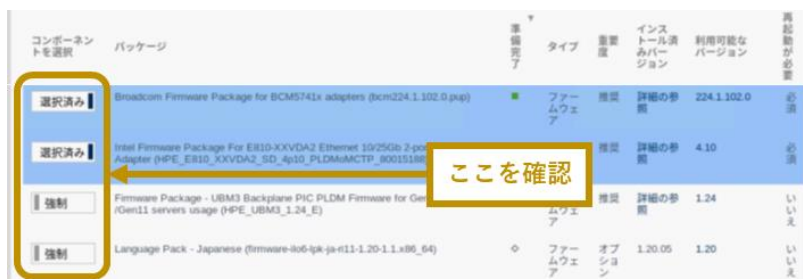 コンポーネン
トを選択
パッケージ
準備完了
▼
タイプ
重要
度
インス
トール済
みバー
ジョン
利用可能な
バージョン
再起動が必要
選択済み
Broadcom Firmware Package for BCM5741x adapters (bcm224.1.102.0.pup)
ファー
ムウェ
ア
推奨
詳細の参
照
224.1.102.0
必須
選択済み
Intel Firmware Package For E810-XXVDA2 Ethernet 10/25Gb 2-por
Adapter (HPE_E810_XXVDA2_SD_4p10_PLDMoMCTP_80015188
推奨
詳細の参
照
4.10
必須
ここを確認
強制
Firmware Package - UBM3 Backplane PIC PLDM Firmware for Gen
/Gen11 servers usage (HPE_UBM3_1.24_E)
ムウェ
ア
推奨
詳細の参
照
1.24
いいえ
強制
Language Pack - Japanese (firmware-ilo6-lpk-ja-ri11-1.20-1.1.x86_64)
ファー
ムウェ
ア
オプ
ショ
ン
1.20.05
1.20
いいえ